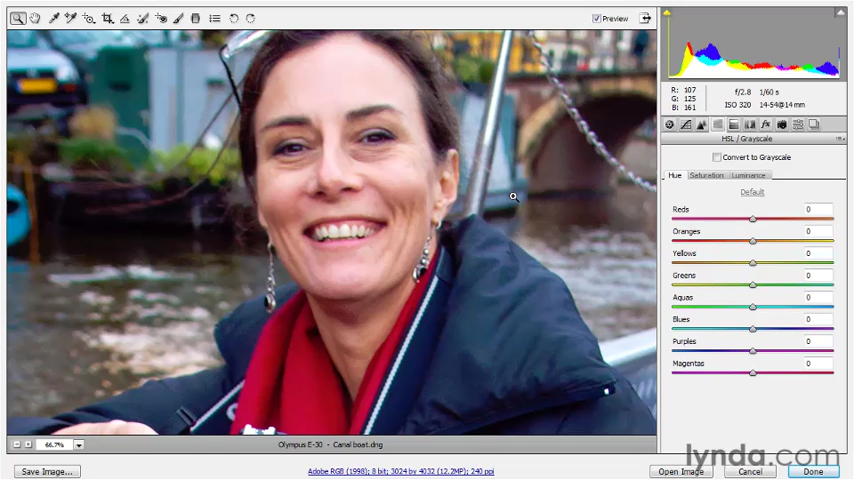 Preview
R: 107
G: 125
B: 161
f/2.8 1/60 s
ISO 320 14-54@14 mm
HSL / Grayscale
Convert to Grayscale
Hue Saturation Luminance
Default
Reds 0
Oranges 0
Yellows 0
Greens 0
Aquas 0
Blues 0
Purples 0
Magentas 0
66.7% Olympus E-30 - Canal boat.dng
lynda.com
Save Image... Adobe RGB (1998); 8 bit; 3024 by 4032 (12.2MP); 240 ppi Open Image Cancel Done